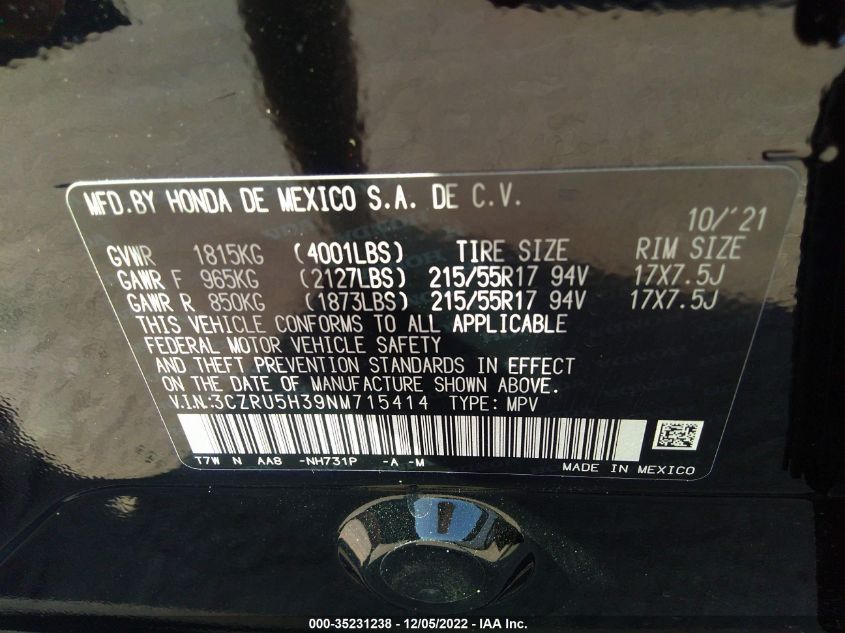 MFD.BY HONDA DE MEXICO S.A. DE C.V.
10/'21
GVWR 1815KG (4001LBS) TIRE SIZE RIM SIZE
GAWR F 965KG (2127LBS) 215/55R17 94V 17X7.5J
GAWR R 850KG (1873LBS) 215/55R17 94V 17X7.5J
THIS VEHICLE CONFORMS TO ALL APPLICABLE
FEDERAL MOTOR VEHICLE SAFETY
AND THEFT PREVENTION STANDARDS IN EFFECT
ON THE DATE OF MANUFACTURE SHOWN ABOVE.
V.I.N:3CZRU5H39NM715414 TYPE: MPV
T7W N AA8 -NH731P -A -M
MADE IN MEXICO
000-35231238 - 12/05/2022 - IAA Inc.